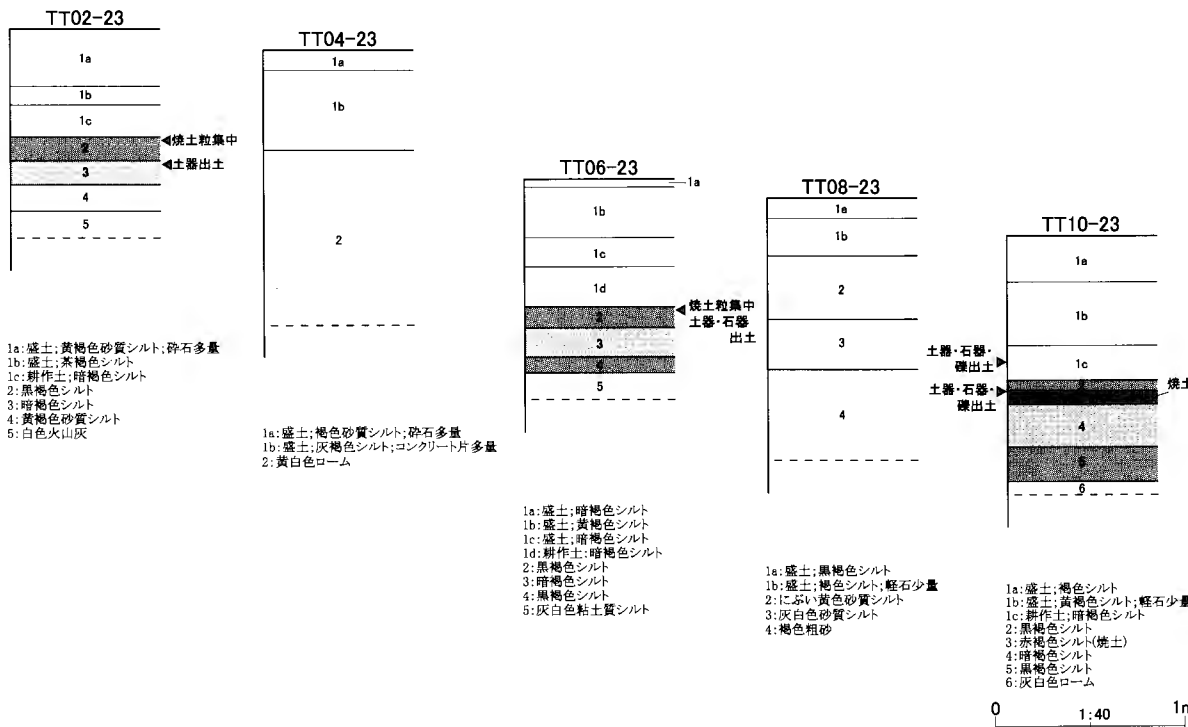 TT02-23
1a
1b
1c
2
3
4
5
◀焼土粒集中
◀土器出土
1a:盛土;黄褐色砂質シルト;砕石多量
1b:盛土;茶褐色シルト
1c:耕作土;暗褐色シルト
2:黒褐色シルト
3:暗褐色シルト
4:黄褐色砂質シルト
5:白色火山灰
TT04-23
1a
1b
2
1a:盛土;褐色砂質シルト;砕石多量
1b:盛土;灰褐色シルト;コンクリート片多量
2:黄白色ローム
TT06-23
1a
1b
1c
1d
2
3
4
5
焼土粒集中
土器・石器
出土
1a:盛土;暗褐色シルト
1b:盛土;黄褐色シルト
1c:盛土;暗褐色シルト
1d:耕作土:暗褐色シルト
2:黒褐色シルト
3:暗褐色シルト
4:黒褐色シルト
5:灰白色粘土質シルト
TT08-23
1a
1b
2
3
4
1a:盛土;黒褐色シルト
1b:盛土;褐色シルト;軽石少量
2:にぶい黄色砂質シルト
3:灰白色砂質シルト
4:褐色粗砂
TT10-23
1a
1b
1c
2
4
5
6
土器・石器・
礫出土
土器・石器・
礫出土
焼土
1a:盛土;褐色シルト
1b:盛土;黄褐色シルト;軽石少量
1c:耕作土;暗褐色シルト
2:黒褐色シルト
3:赤褐色シルト(焼土)
4:暗褐色シルト
5:黒褐色シルト
6:灰白色ローム
0 1:40 1m